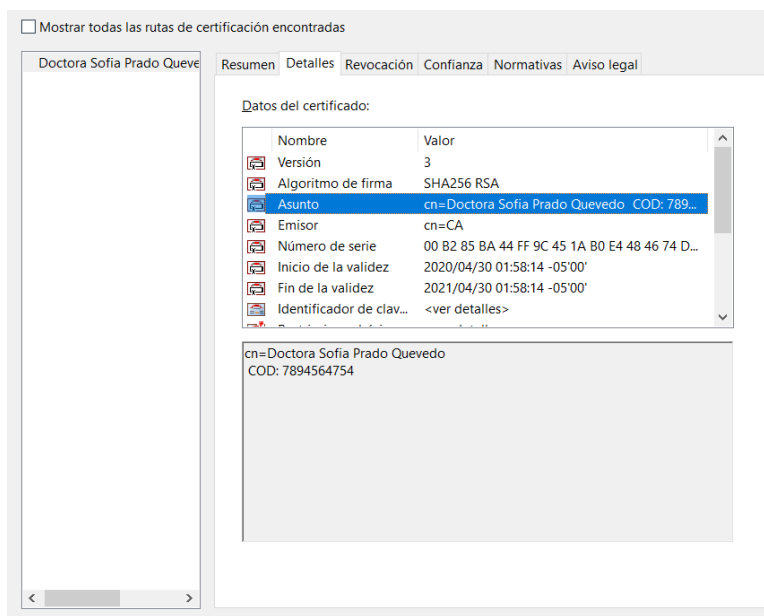 Mostrar todas las rutas de certificación encontradas
Doctora Sofia Prado Queve
Resumen Detalles Revocación Confianza Normativas Aviso legal
Datos del certificado:
Nombre Valor
Versión 3
Algoritmo de firma SHA256 RSA
Asunto cn=Doctora Sofia Prado Quevedo COD: 789...
Emisor cn=CA
Número de serie 00 B2 85 BA 44 FF 9C 45 1A B0 E4 48 46 74 D...
Inicio de la validez 2020/04/30 01:58:14 -05'00'
Fin de la validez 2021/04/30 01:58:14 -05'00'
Identificador de clav... <ver detalles>
cn=Doctora Sofia Prado Quevedo
COD: 7894564754